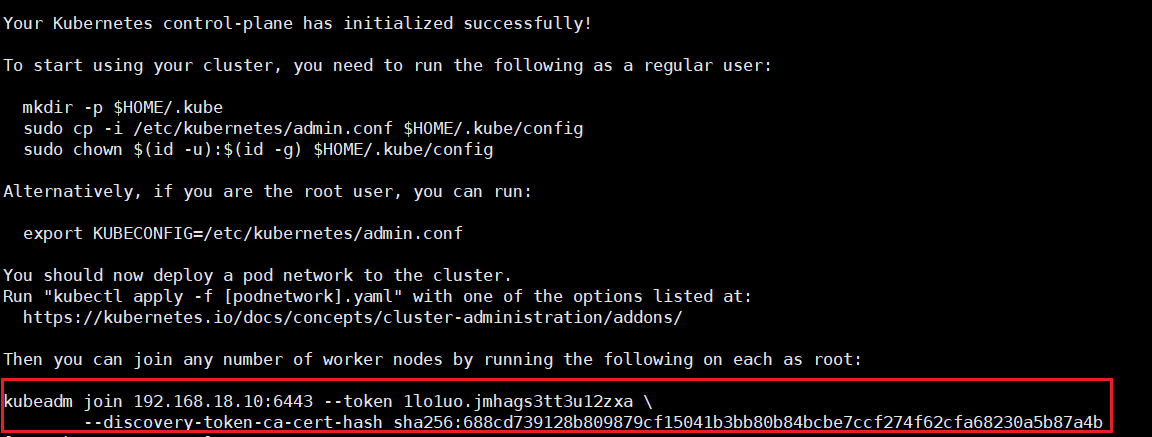 Your Kubernetes control-plane has initialized successfully!
To start using your cluster, you need to run the following as a regular user:
mkdir -p $HOME/.kube
sudo cp -i /etc/kubernetes/admin.conf $HOME/.kube/config
sudo chown $(id -u):$(id -g) $HOME/.kube/config
Alternatively, if you are the root user, you can run:
export KUBECONFIG=/etc/kubernetes/admin.conf
You should now deploy a pod network to the cluster.
Run "kubectl apply -f [podnetwork].yaml" with one of the options listed at:
https://kubernetes.io/docs/concepts/cluster-administration/addons/
Then you can join any number of worker nodes by running the following on each as root:
kubeadm join 192.168.18.10:6443 --token 1lo1uo.jmhags3tt3u12zxa \
--discovery-token-ca-cert-hash sha256:688cd739128b809879cf15041b3bb80b84bcbe7ccf274f62cfa68230a5b87a4b